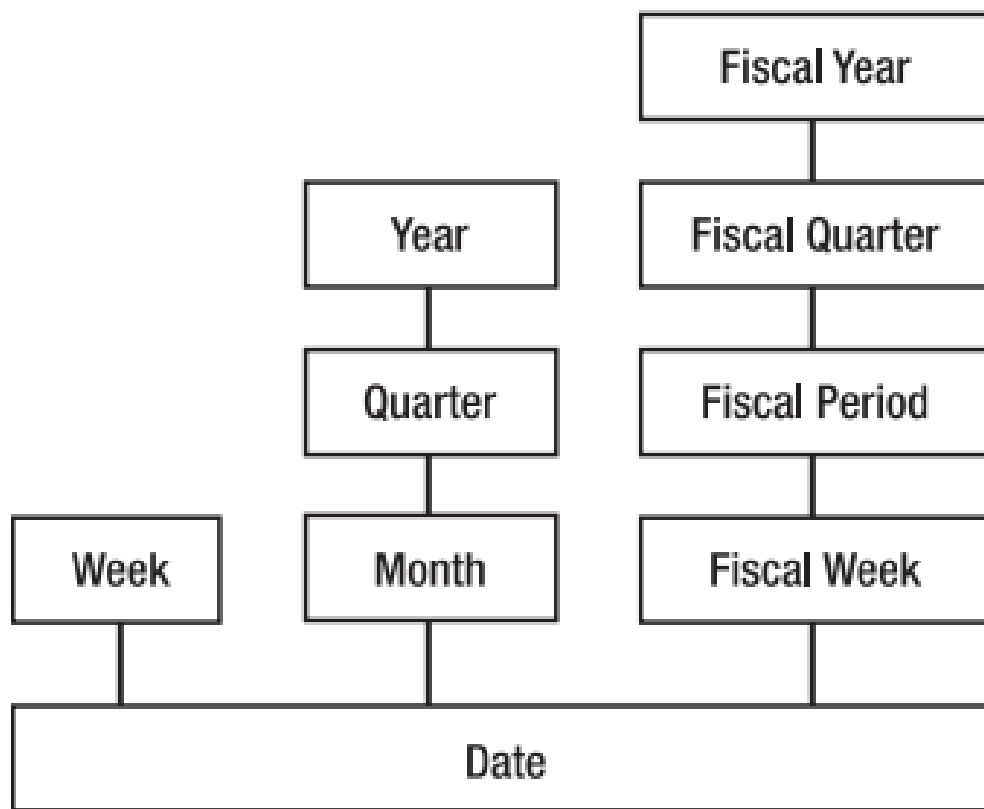 Fiscal Year
Year
Fiscal Quarter
Quarter
Fiscal Period
Week
Month
Fiscal Week
Date